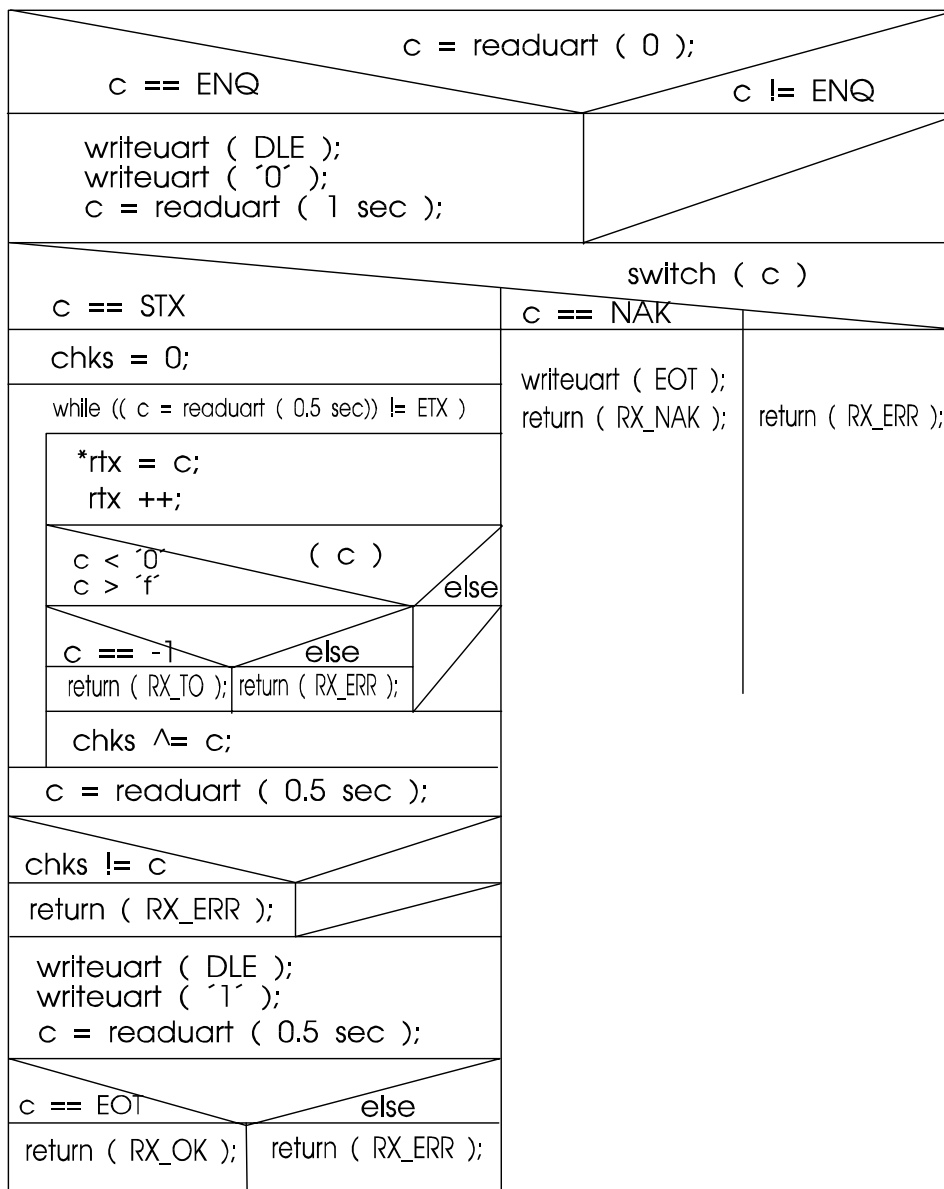 c = readuart ( 0 );
c == ENQ
c != ENQ
writeuart ( DLE );
writeuart ( ´0´ );
c = readuart ( 1 sec );
switch ( c )
c == STX
c == NAK
chks = 0;
writeuart ( EOT );
return ( RX_NAK );
return ( RX_ERR );
while (( c = readuart ( 0.5 sec)) != ETX )
*rtx = c;
rtx ++;
( c )
c < ´0´
c > ´f´
else
c == -1
else
return ( RX_TO );
return ( RX_ERR );
chks ^= c;
c = readuart ( 0.5 sec );
chks != c
return ( RX_ERR );
writeuart ( DLE );
writeuart ( ´1´ );
c = readuart ( 0.5 sec );
c == EOT
else
return ( RX_OK );
return ( RX_ERR );